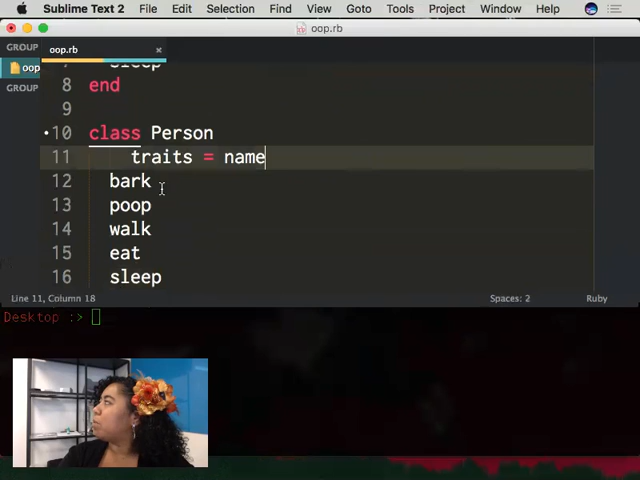 Sublime Text 2 File Edit Selection Find View Goto Tools Project Window Help
oop.rb
GROUP
oop.rb
oop
GROUP
sleep
8 end
9
10 class Person
11 traits = name
12 bark
13 poop
14 walk
15 eat
16 sleep
Line 11, Column 18 Spaces: 2 Ruby
Desktop :>